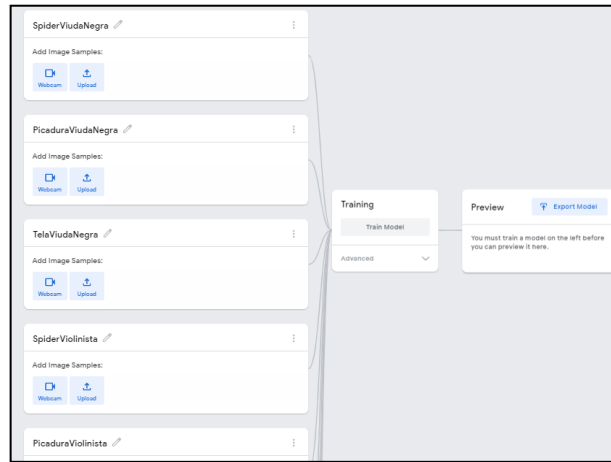 SpiderViudaNegra
Add Image Samples:
Webcam Upload
PicaduraViudaNegra
Add Image Samples:
Webcam Upload
TelaViudaNegra
Add Image Samples:
Webcam Upload
SpiderViolinista
Add Image Samples:
Webcam Upload
PicaduraViolinista
Training
Train Model
Advanced
Preview Export Model
You must train a model on the left before
you can preview it here.